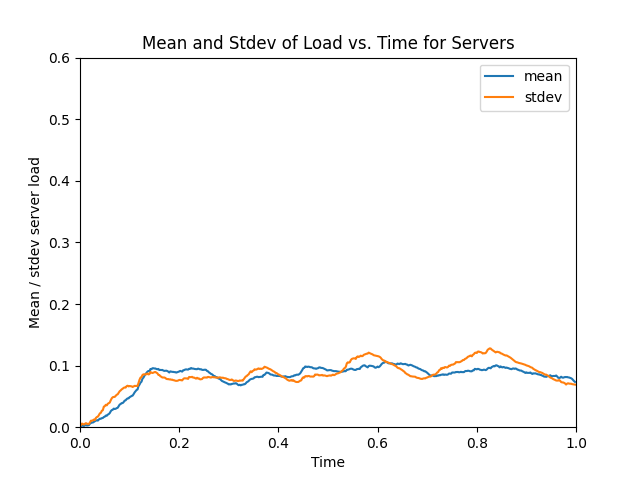 Mean and Stdev of Load vs. Time for Servers
mean
stdev
Mean / stdev server load
0.6
0.5
0.4
0.3
0.2
0.1
0.0
0.0 0.2 0.4 0.6 0.8 1.0
Time